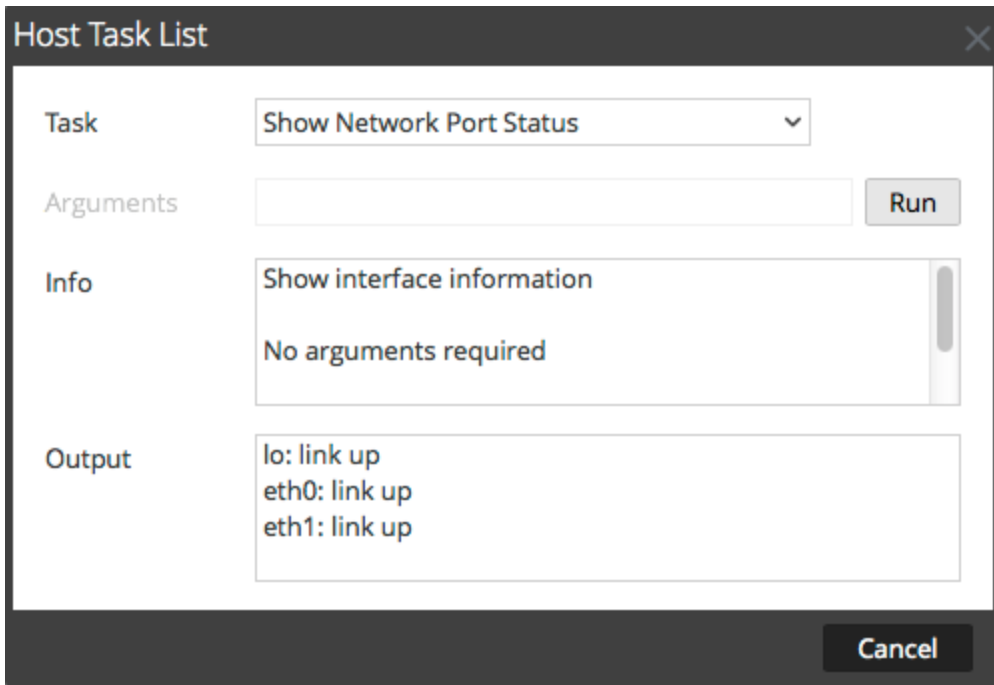 Host Task List
Task
Show Network Port Status
Arguments
Run
Info
Show interface information
No arguments required
Output
lo: link up
eth0: link up
eth1: link up
Cancel